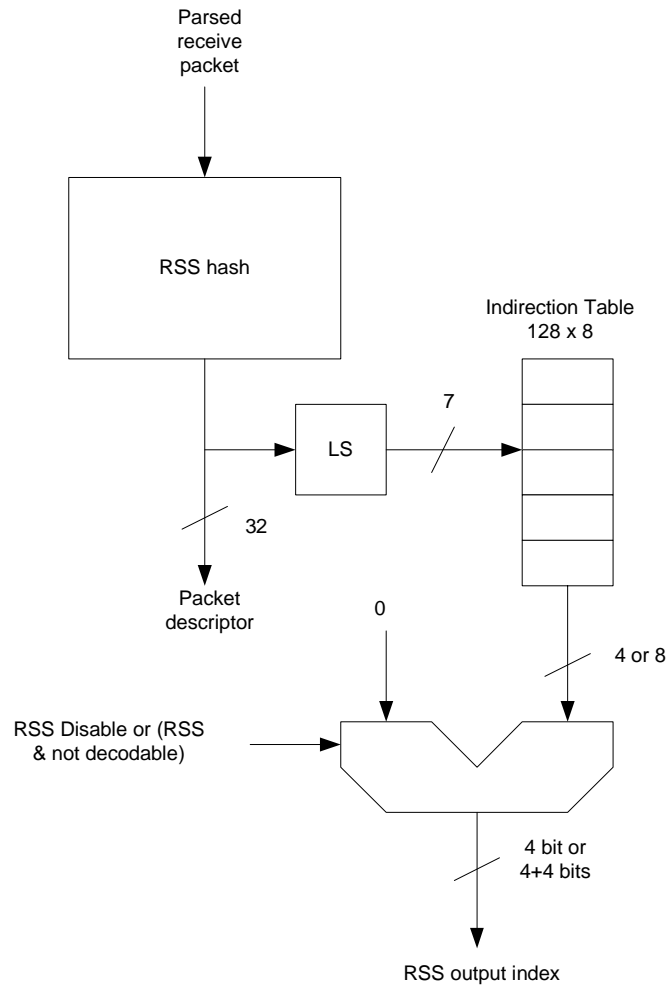 Parsed
receive
packet
RSS hash
Indirection Table
128 x 8
LS
7
32
Packet
descriptor
0
4 or 8
RSS Disable or (RSS
& not decodable)
4 bit or
4+4 bits
RSS output index